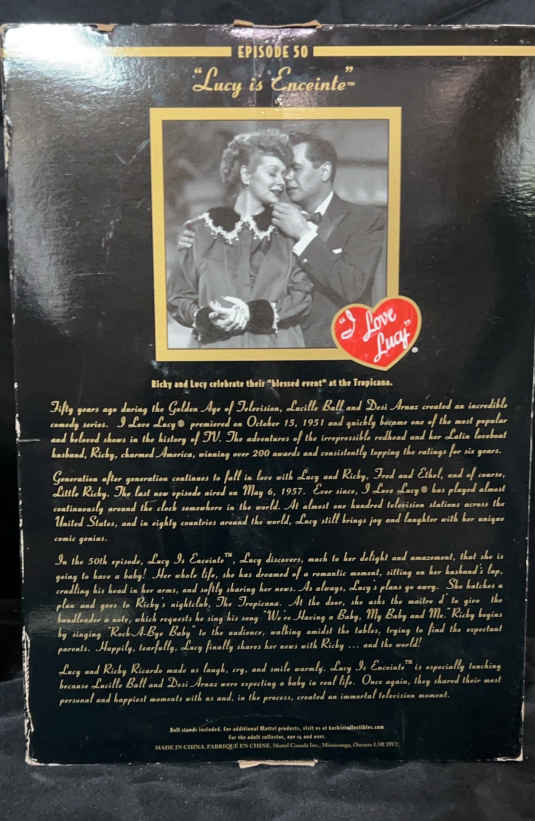 EPISODE 50
"Lucy is Enceinte"™
"I Love
Lucy"®
Ricky and Lucy celebrate their "blessed event" at the Tropicana.
Fifty years ago during the Golden Age of Television, Lucille Ball and Desi Arnaz created an incredible
comedy series. I Love Lucy® premiered on October 15, 1951 and quickly became one of the most popular
and beloved shows in the history of TV. The adventures of the irrepressible redhead and her Latin loveboat
husband, Ricky, charmed America, winning over 200 awards and consistently topping the ratings for six years.
Generation after generation continues to fall in love with Lucy and Ricky, Fred and Ethel, and of course,
Little Ricky. The last new episode aired on May 6, 1957. Ever since, I Love Lucy® has played almost
continuously around the clock somewhere in the world. At almost one hundred television stations across the
United States, and in eighty countries around the world, Lucy still brings joy and laughter with her unique
comic genius.
In the 50th episode, Lucy Is Enceinte™, Lucy discovers, much to her delight and amazement, that she is
going to have a baby! Her whole life, she has dreamed of a romantic moment, sitting on her husband's lap,
cradling his head in her arms, and softly sharing her news. As always, Lucy's plans go awry. She hatches a
plan and goes to Ricky's nightclub, The Tropicana. At the door, she asks the maitre d' to give the
bandleader a note, which requests he sing his song "We're Having a Baby, My Baby and Me." Ricky begins
by singing "Rock-A-Bye Baby" to the audience, walking amidst the tables, trying to find the expectant
parents. Happily, tearfully, Lucy finally shares her news with Ricky ... and the world!
Lucy and Ricky Ricardo made us laugh, cry, and smile warmly. Lucy Is Enceinte™ is especially touching
because Lucille Ball and Desi Arnaz were expecting a baby in real life. Once again, they shared their most
personal and happiest moments with us and, in the process, created an immortal television moment.
Doll stands included. For additional Mattel products, visit us at barbiecollectibles.com.
For the adult collector, age 14 and over.
MADE IN CHINA. FABRIQUÉ EN CHINE. Mattel Canada Inc., Mississauga, Ontario L5R 3W2.